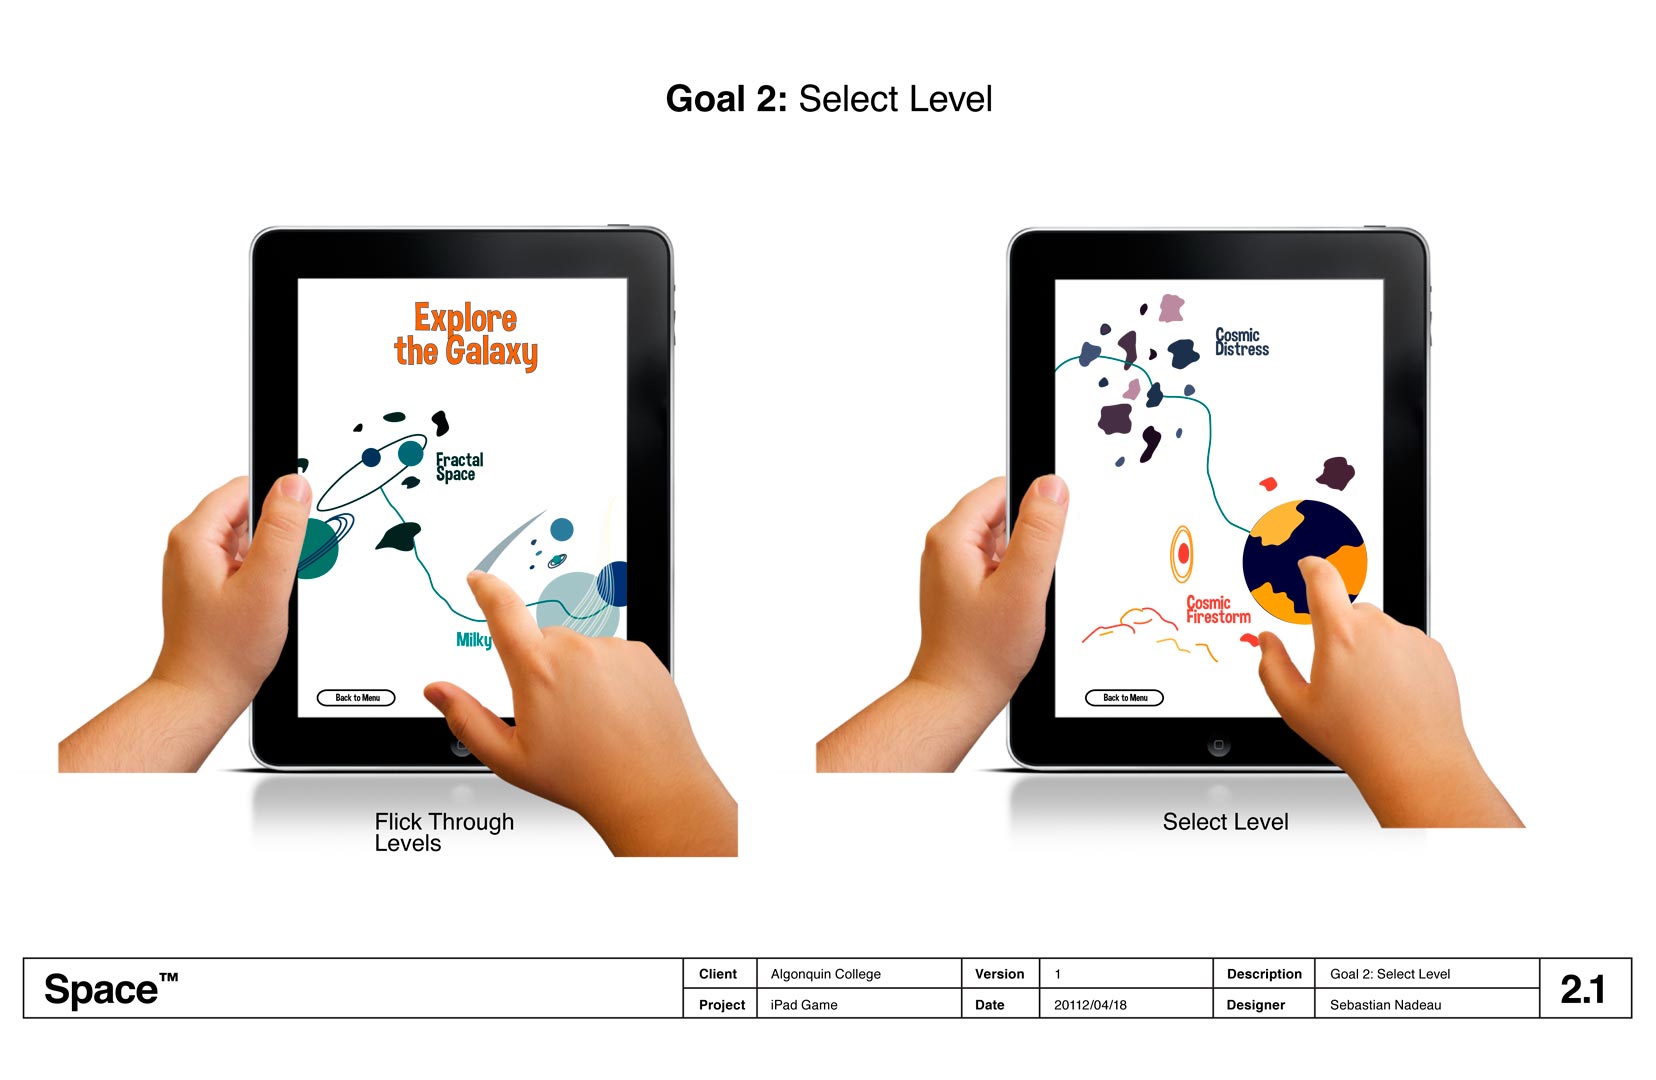 Goal 2: Select Level
Explore
the Galaxy
Fractal
Space
Milky
Back to Menu
Flick Through
Levels
Cosmic
Distress
Cosmic
Firestorm
Back to Menu
Select Level
Space™
Client Algonquin College Version 1 Description Goal 2: Select Level
Project iPad Game Date 20112/04/18 Designer Sebastian Nadeau
2.1